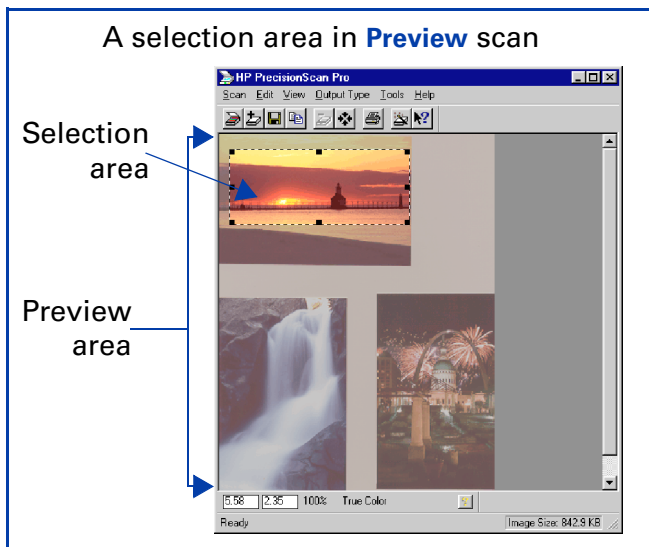 A selection area in Preview scan
HP PrecisionScan Pro
Scan Edit View Output Type Tools Help
Selection
area
Preview
area
5.58 2.35 100% True Color
Ready Image Size: 842.9 KB